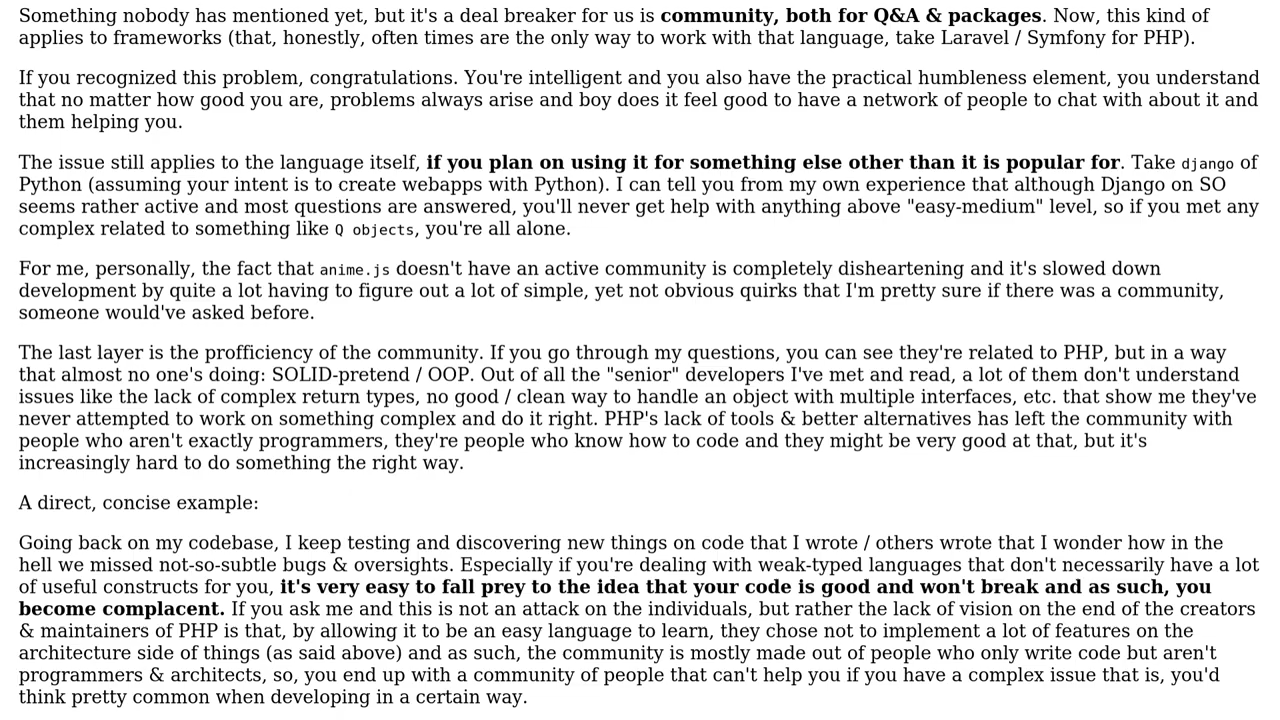 Something nobody has mentioned yet, but it's a deal breaker for us is community, both for Q&A & packages. Now, this kind of
applies to frameworks (that, honestly, often times are the only way to work with that language, take Laravel / Symfony for PHP).
If you recognized this problem, congratulations. You're intelligent and you also have the practical humbleness element, you understand
that no matter how good you are, problems always arise and boy does it feel good to have a network of people to chat with about it and
them helping you.
The issue still applies to the language itself, if you plan on using it for something else other than it is popular for. Take django of
Python (assuming your intent is to create webapps with Python). I can tell you from my own experience that although Django on SO
seems rather active and most questions are answered, you'll never get help with anything above "easy-medium" level, so if you met any
complex related to something like Q objects, you're all alone.
For me, personally, the fact that anime.js doesn't have an active community is completely disheartening and it's slowed down
development by quite a lot having to figure out a lot of simple, yet not obvious quirks that I'm pretty sure if there was a community,
someone would've asked before.
The last layer is the profficiency of the community. If you go through my questions, you can see they're related to PHP, but in a way
that almost no one's doing: SOLID-pretend / OOP. Out of all the "senior" developers I've met and read, a lot of them don't understand
issues like the lack of complex return types, no good / clean way to handle an object with multiple interfaces, etc. that show me they've
never attempted to work on something complex and do it right. PHP's lack of tools & better alternatives has left the community with
people who aren't exactly programmers, they're people who know how to code and they might be very good at that, but it's
increasingly hard to do something the right way.
A direct, concise example:
Going back on my codebase, I keep testing and discovering new things on code that I wrote / others wrote that I wonder how in the
hell we missed not-so-subtle bugs & oversights. Especially if you're dealing with weak-typed languages that don't necessarily have a lot
of useful constructs for you, it's very easy to fall prey to the idea that your code is good and won't break and as such, you
become complacent. If you ask me and this is not an attack on the individuals, but rather the lack of vision on the end of the creators
& maintainers of PHP is that, by allowing it to be an easy language to learn, they chose not to implement a lot of features on the
architecture side of things (as said above) and as such, the community is mostly made out of people who only write code but aren't
programmers & architects, so, you end up with a community of people that can't help you if you have a complex issue that is, you'd
think pretty common when developing in a certain way.